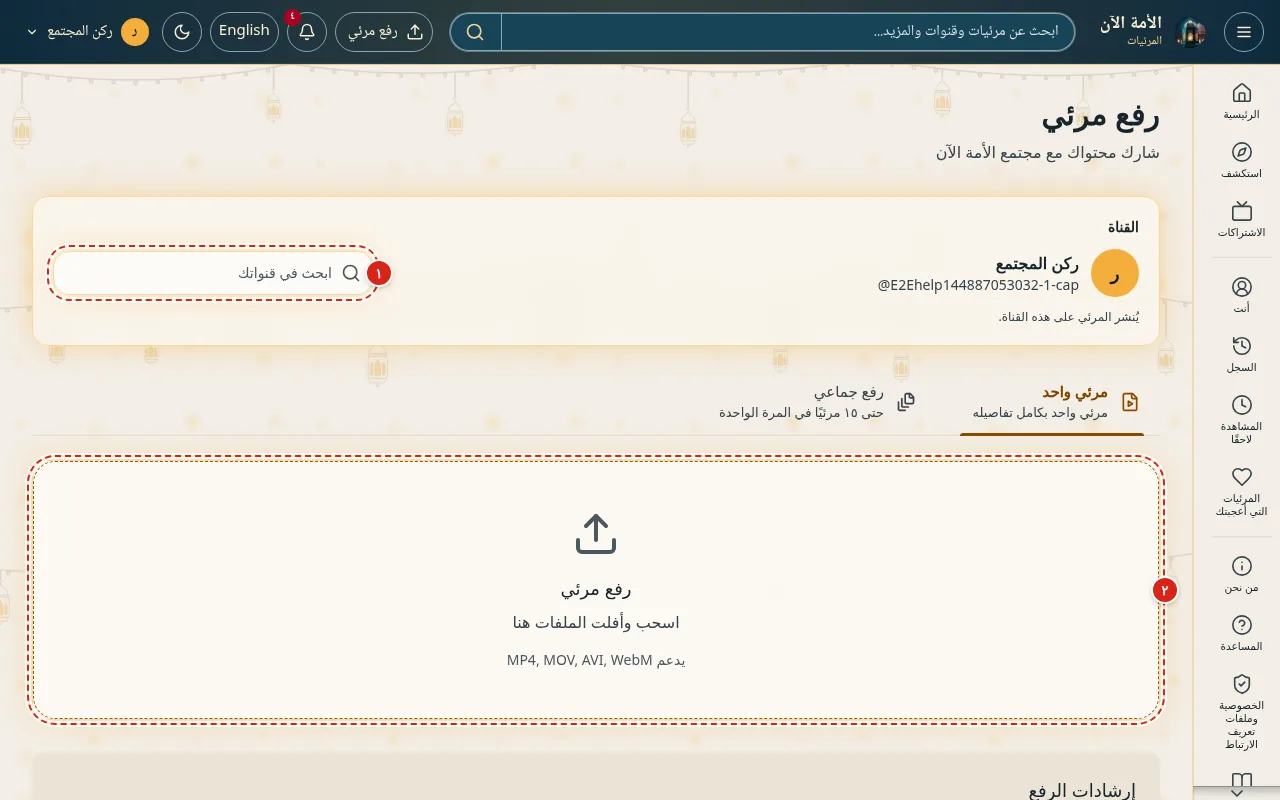 الأمة الآن
المرئيات
ابحث عن مرئيات وقنوات والمزيد...
رفع مرئي
٤
English
ر
ركن المجتمع
الرئيسية
استكشف
الاشتراكات
أنت
السجل
المشاهدة
لاحقًا
المرئيات
التي أعجبتك
من نحن
المساعدة
الخصوصية
وملفات
تعريف
الارتباط
رفع مرئي
شارك محتواك مع مجتمع الأمة الآن
القناة
ر
ركن المجتمع
@E2Ehelp144887053032-1-cap
يُنشر المرئي على هذه القناة.
١
ابحث في قنواتك
مرئي واحد
مرئي واحد بكامل تفاصيله
رفع جماعي
حتى ١٥ مرئيًا في المرة الواحدة
٢
رفع مرئي
اسحب وأفلت الملفات هنا
يدعم MP4, MOV, AVI, WebM
إرشادات الرفع